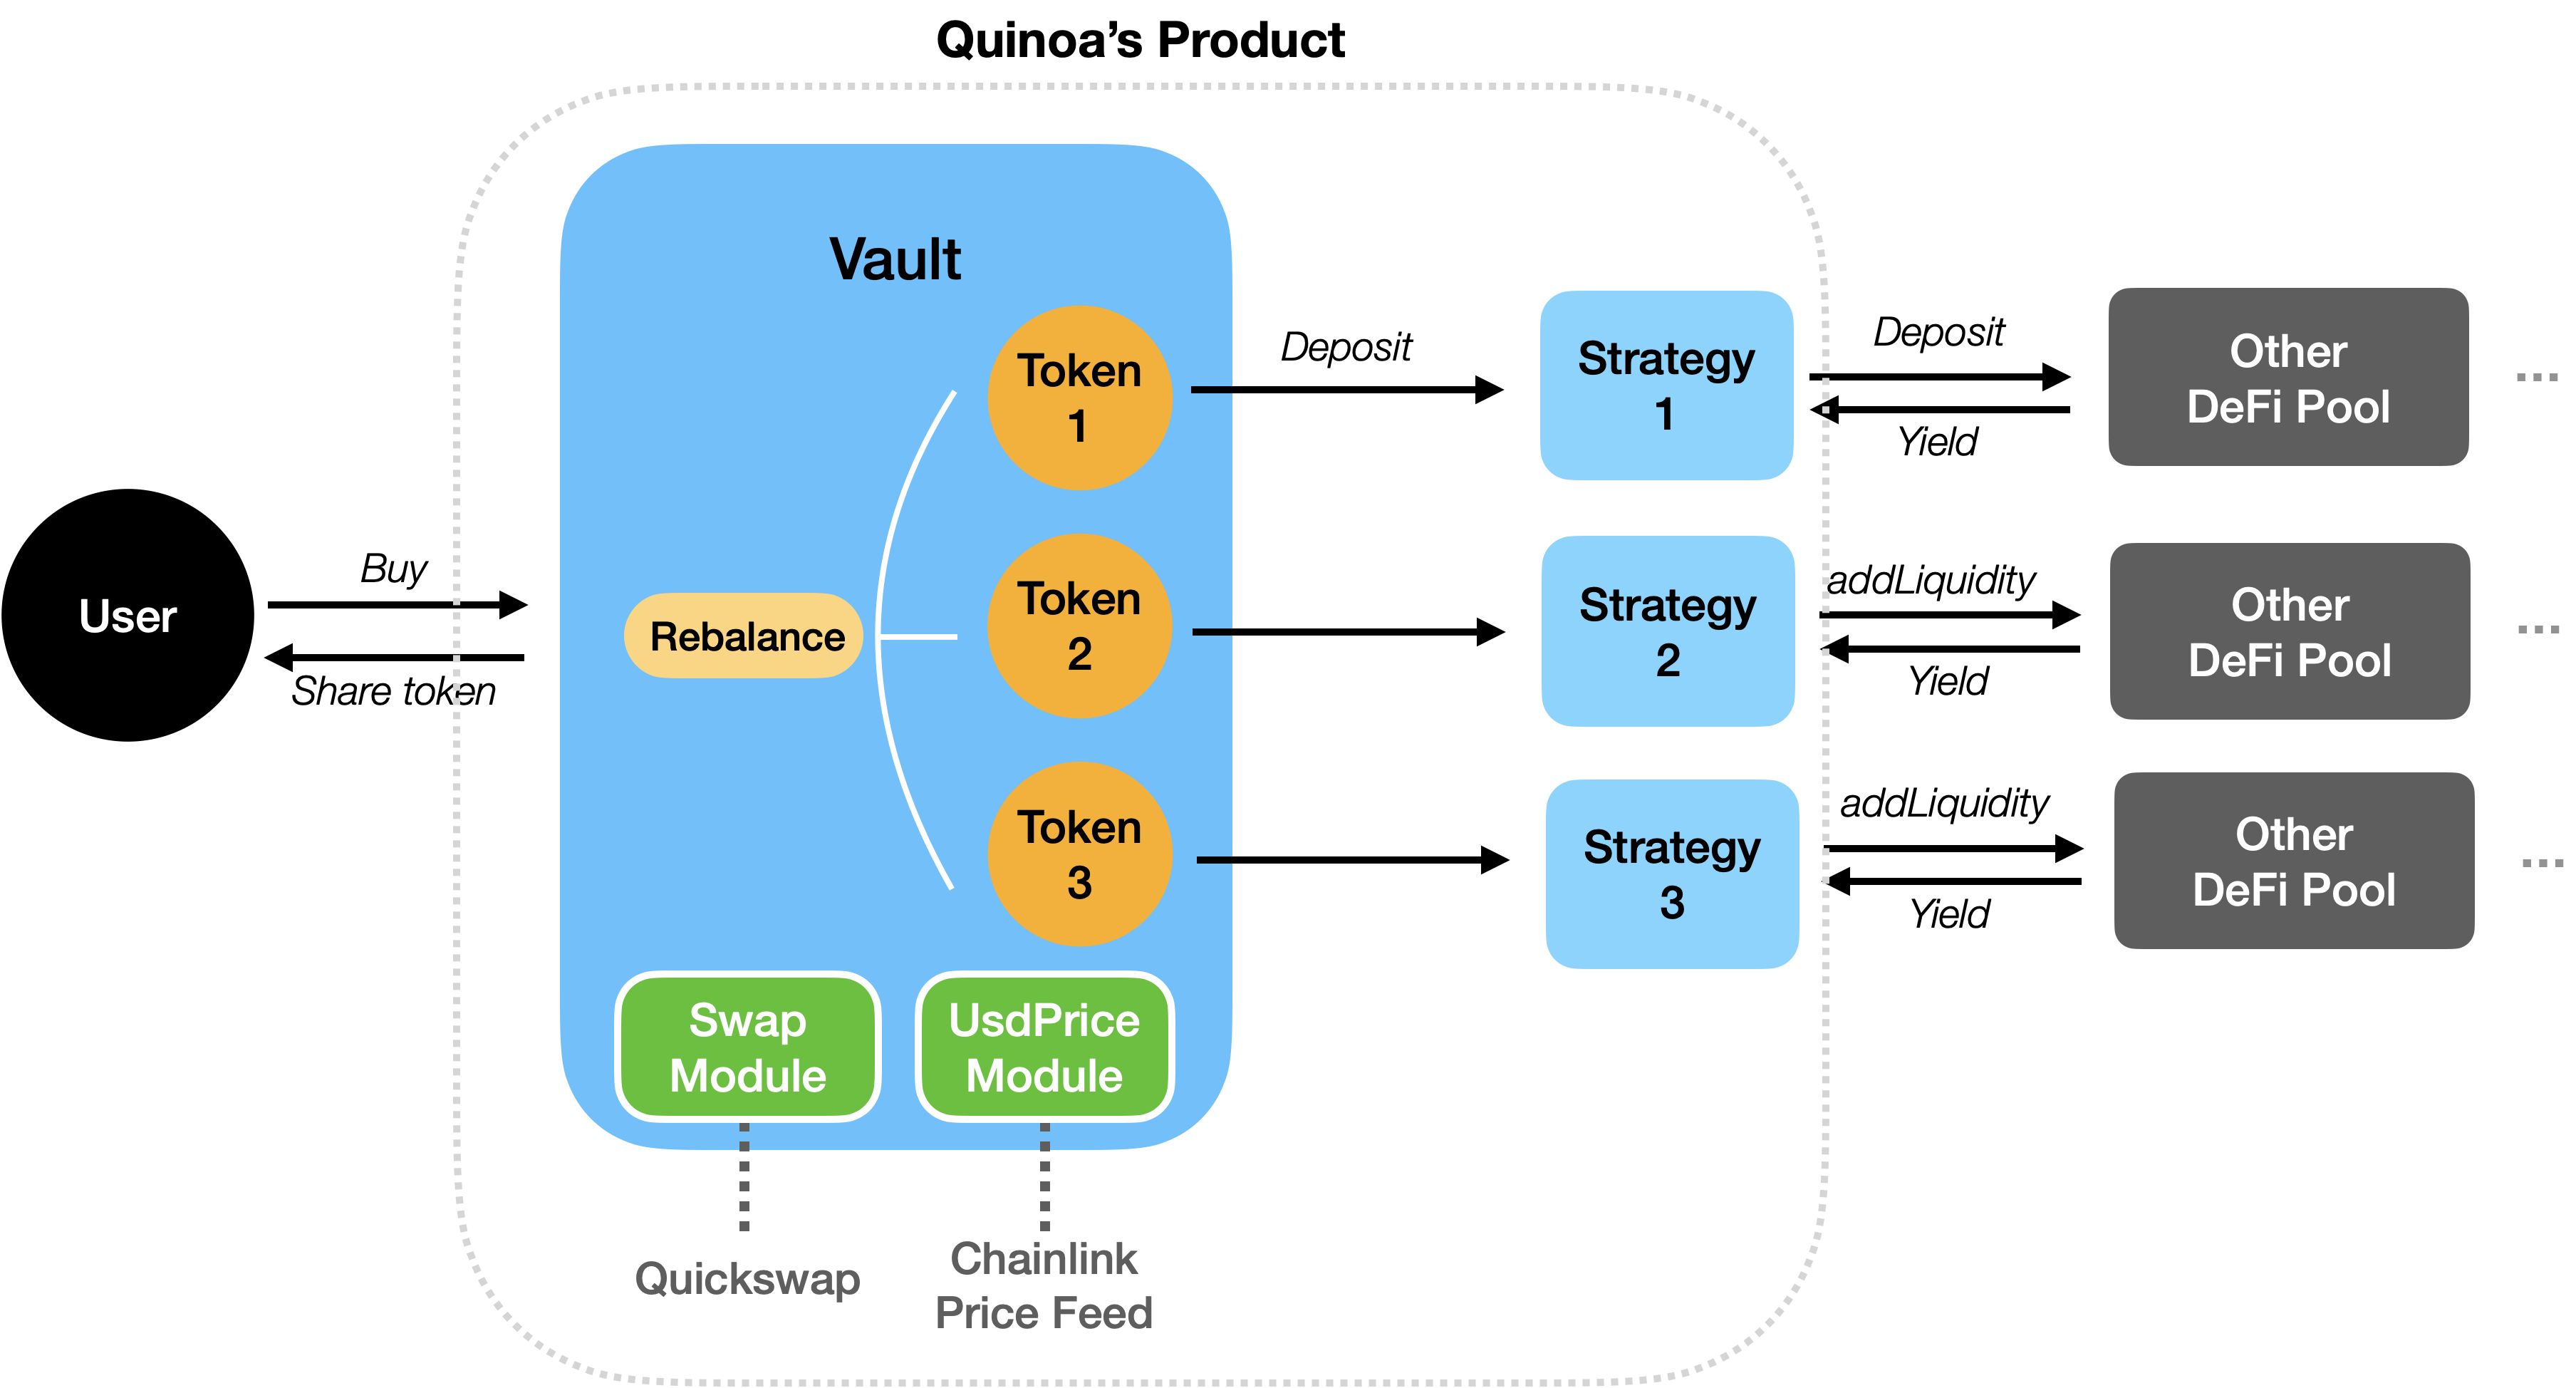 Quinoa’s Product
Vault
User
Buy
Share token
Rebalance
Token
1
Token
2
Token
3
Deposit
Strategy
1
Strategy
2
Strategy
3
Deposit
Yield
addLiquidity
Yield
addLiquidity
Yield
Other
DeFi Pool
...
Other
DeFi Pool
...
Other
DeFi Pool
...
Swap
Module
UsdPrice
Module
Quickswap
Chainlink
Price Feed